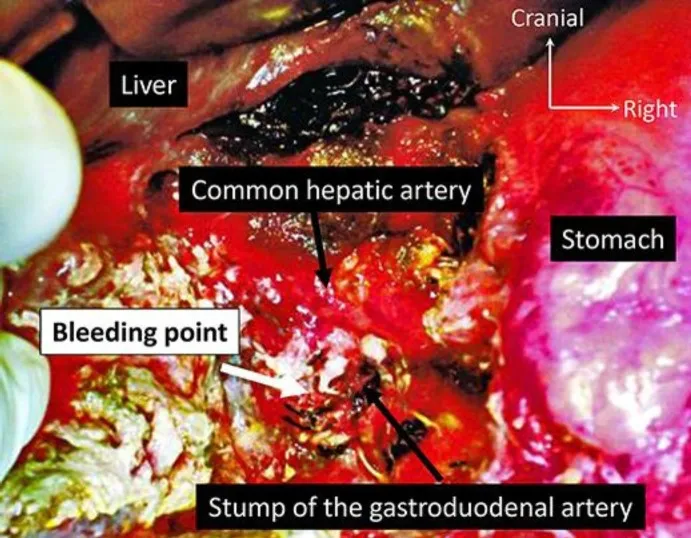 Cranial
Right
Liver
Common hepatic artery
Stomach
Bleeding point
Stump of the gastroduodenal artery